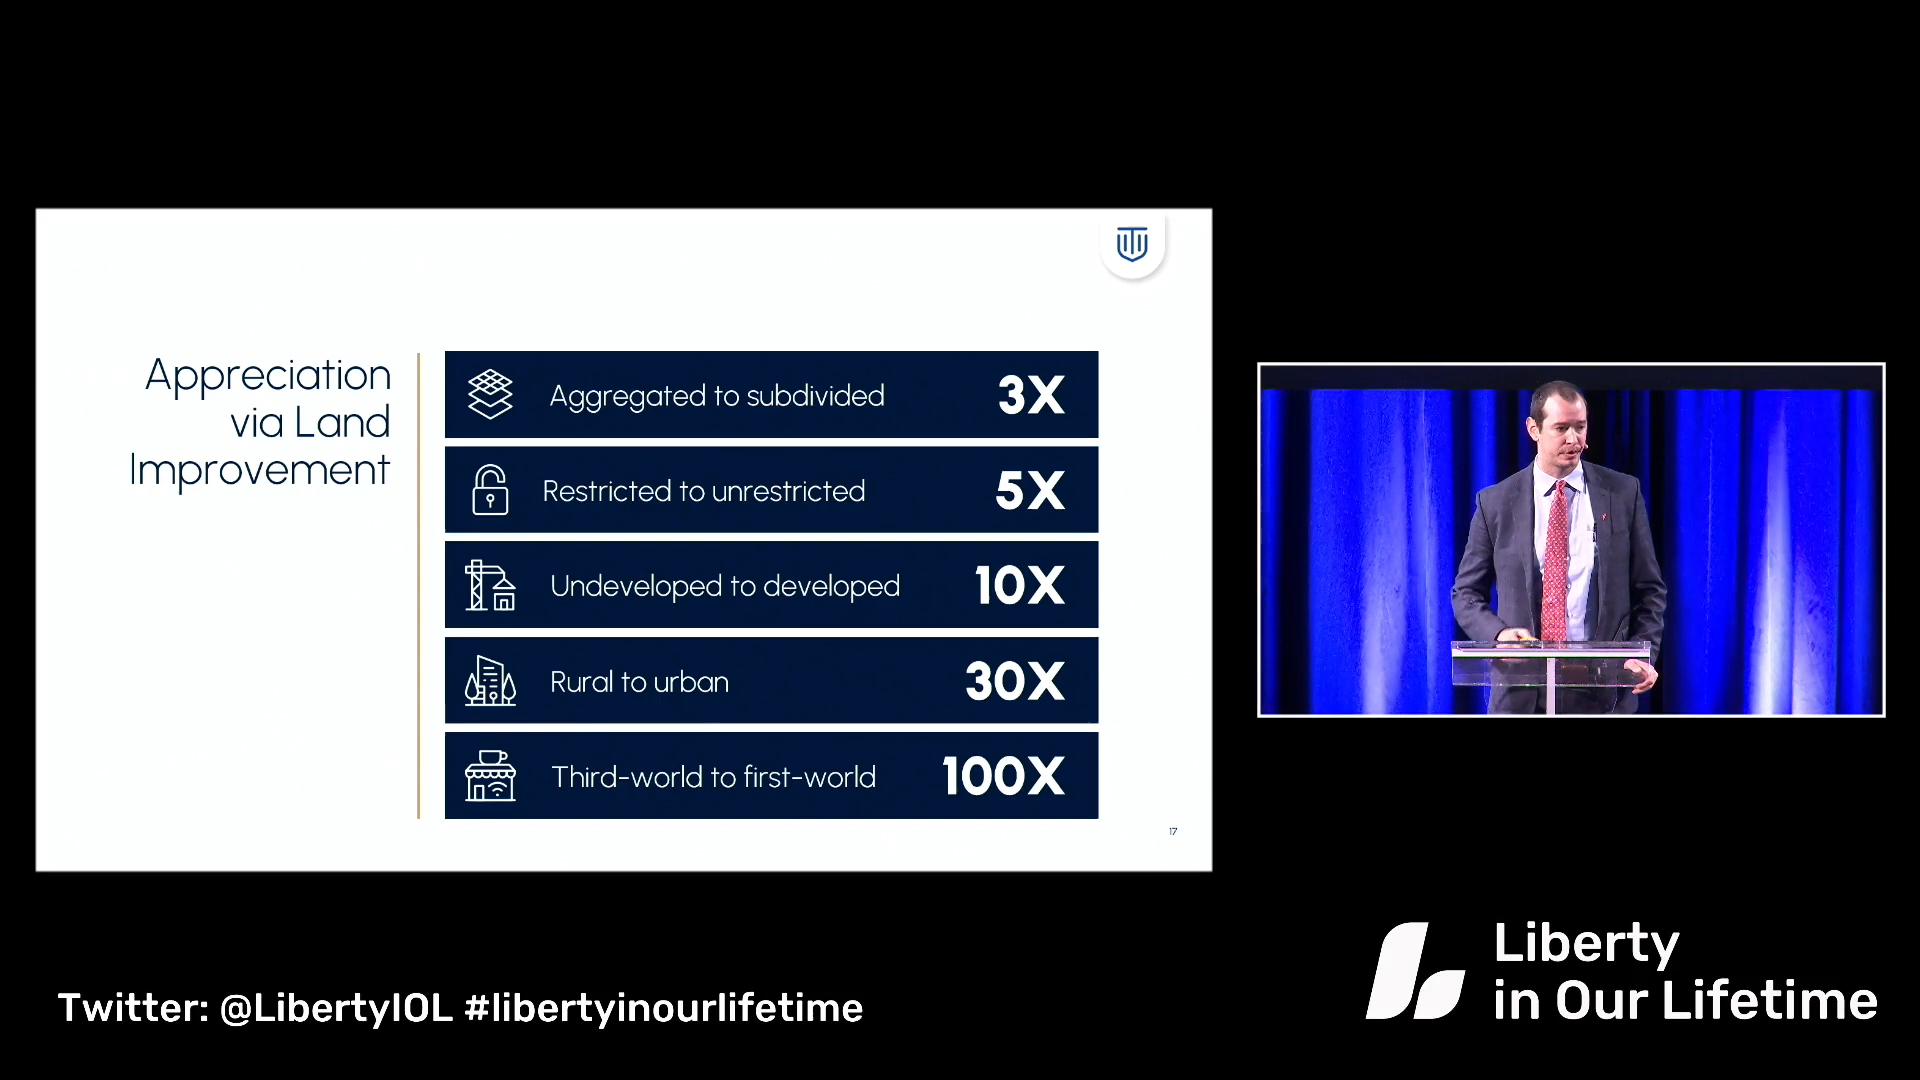 Appreciation
via Land
Improvement
Aggregated to subdivided 3X
Restricted to unrestricted 5X
Undeveloped to developed 10X
Rural to urban 30X
Third-world to first-world 100X
17
Twitter: @LibertyIOL #libertyinourlifetime
Liberty
in Our Lifetime